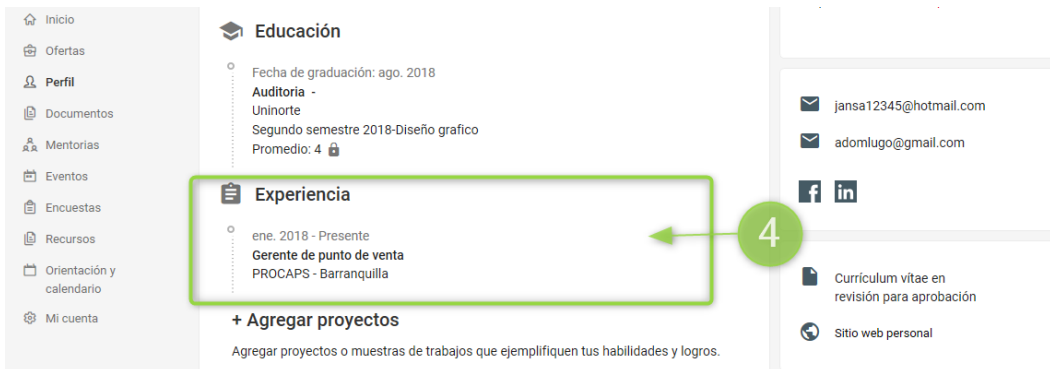 Inicio
Ofertas
Perfil
Documentos
Mentorias
Eventos
Encuestas
Recursos
Orientación y
calendario
Mi cuenta
Educación
Fecha de graduación: ago. 2018
Auditoria -
Uninorte
Segundo semestre 2018-Diseño grafico
Promedio: 4
Experiencia
ene. 2018 - Presente
Gerente de punto de venta
PROCAPS - Barranquilla
4
+ Agregar proyectos
Agregar proyectos o muestras de trabajos que ejemplifiquen tus habilidades y logros.
jansa12345@hotmail.com
adomlugo@gmail.com
f in
Currículum vítae en
revisión para aprobación
Sitio web personal